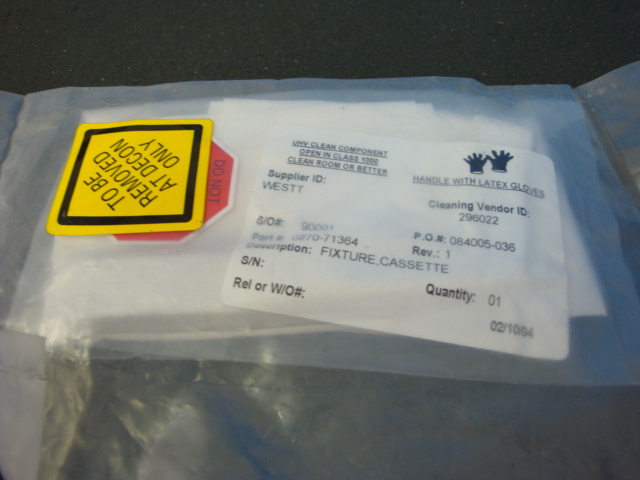 TO BE
REMOVED
AT DECON
ONLY
DO NOT
UHV CLEAN COMPONENT
OPEN IN CLASS 1000
CLEAN ROOM OR BETTER
HANDLE WITH LATEX GLOVES
Supplier ID:
WESTT
Cleaning Vendor ID:
296022
S/O#: 90001
P.O.#: 084005-036
Part #: 0270-71364
Rev.: 1
Description: FIXTURE,CASSETTE
S/N:
Rel or W/O#:
Quantity: 01
02/10/04